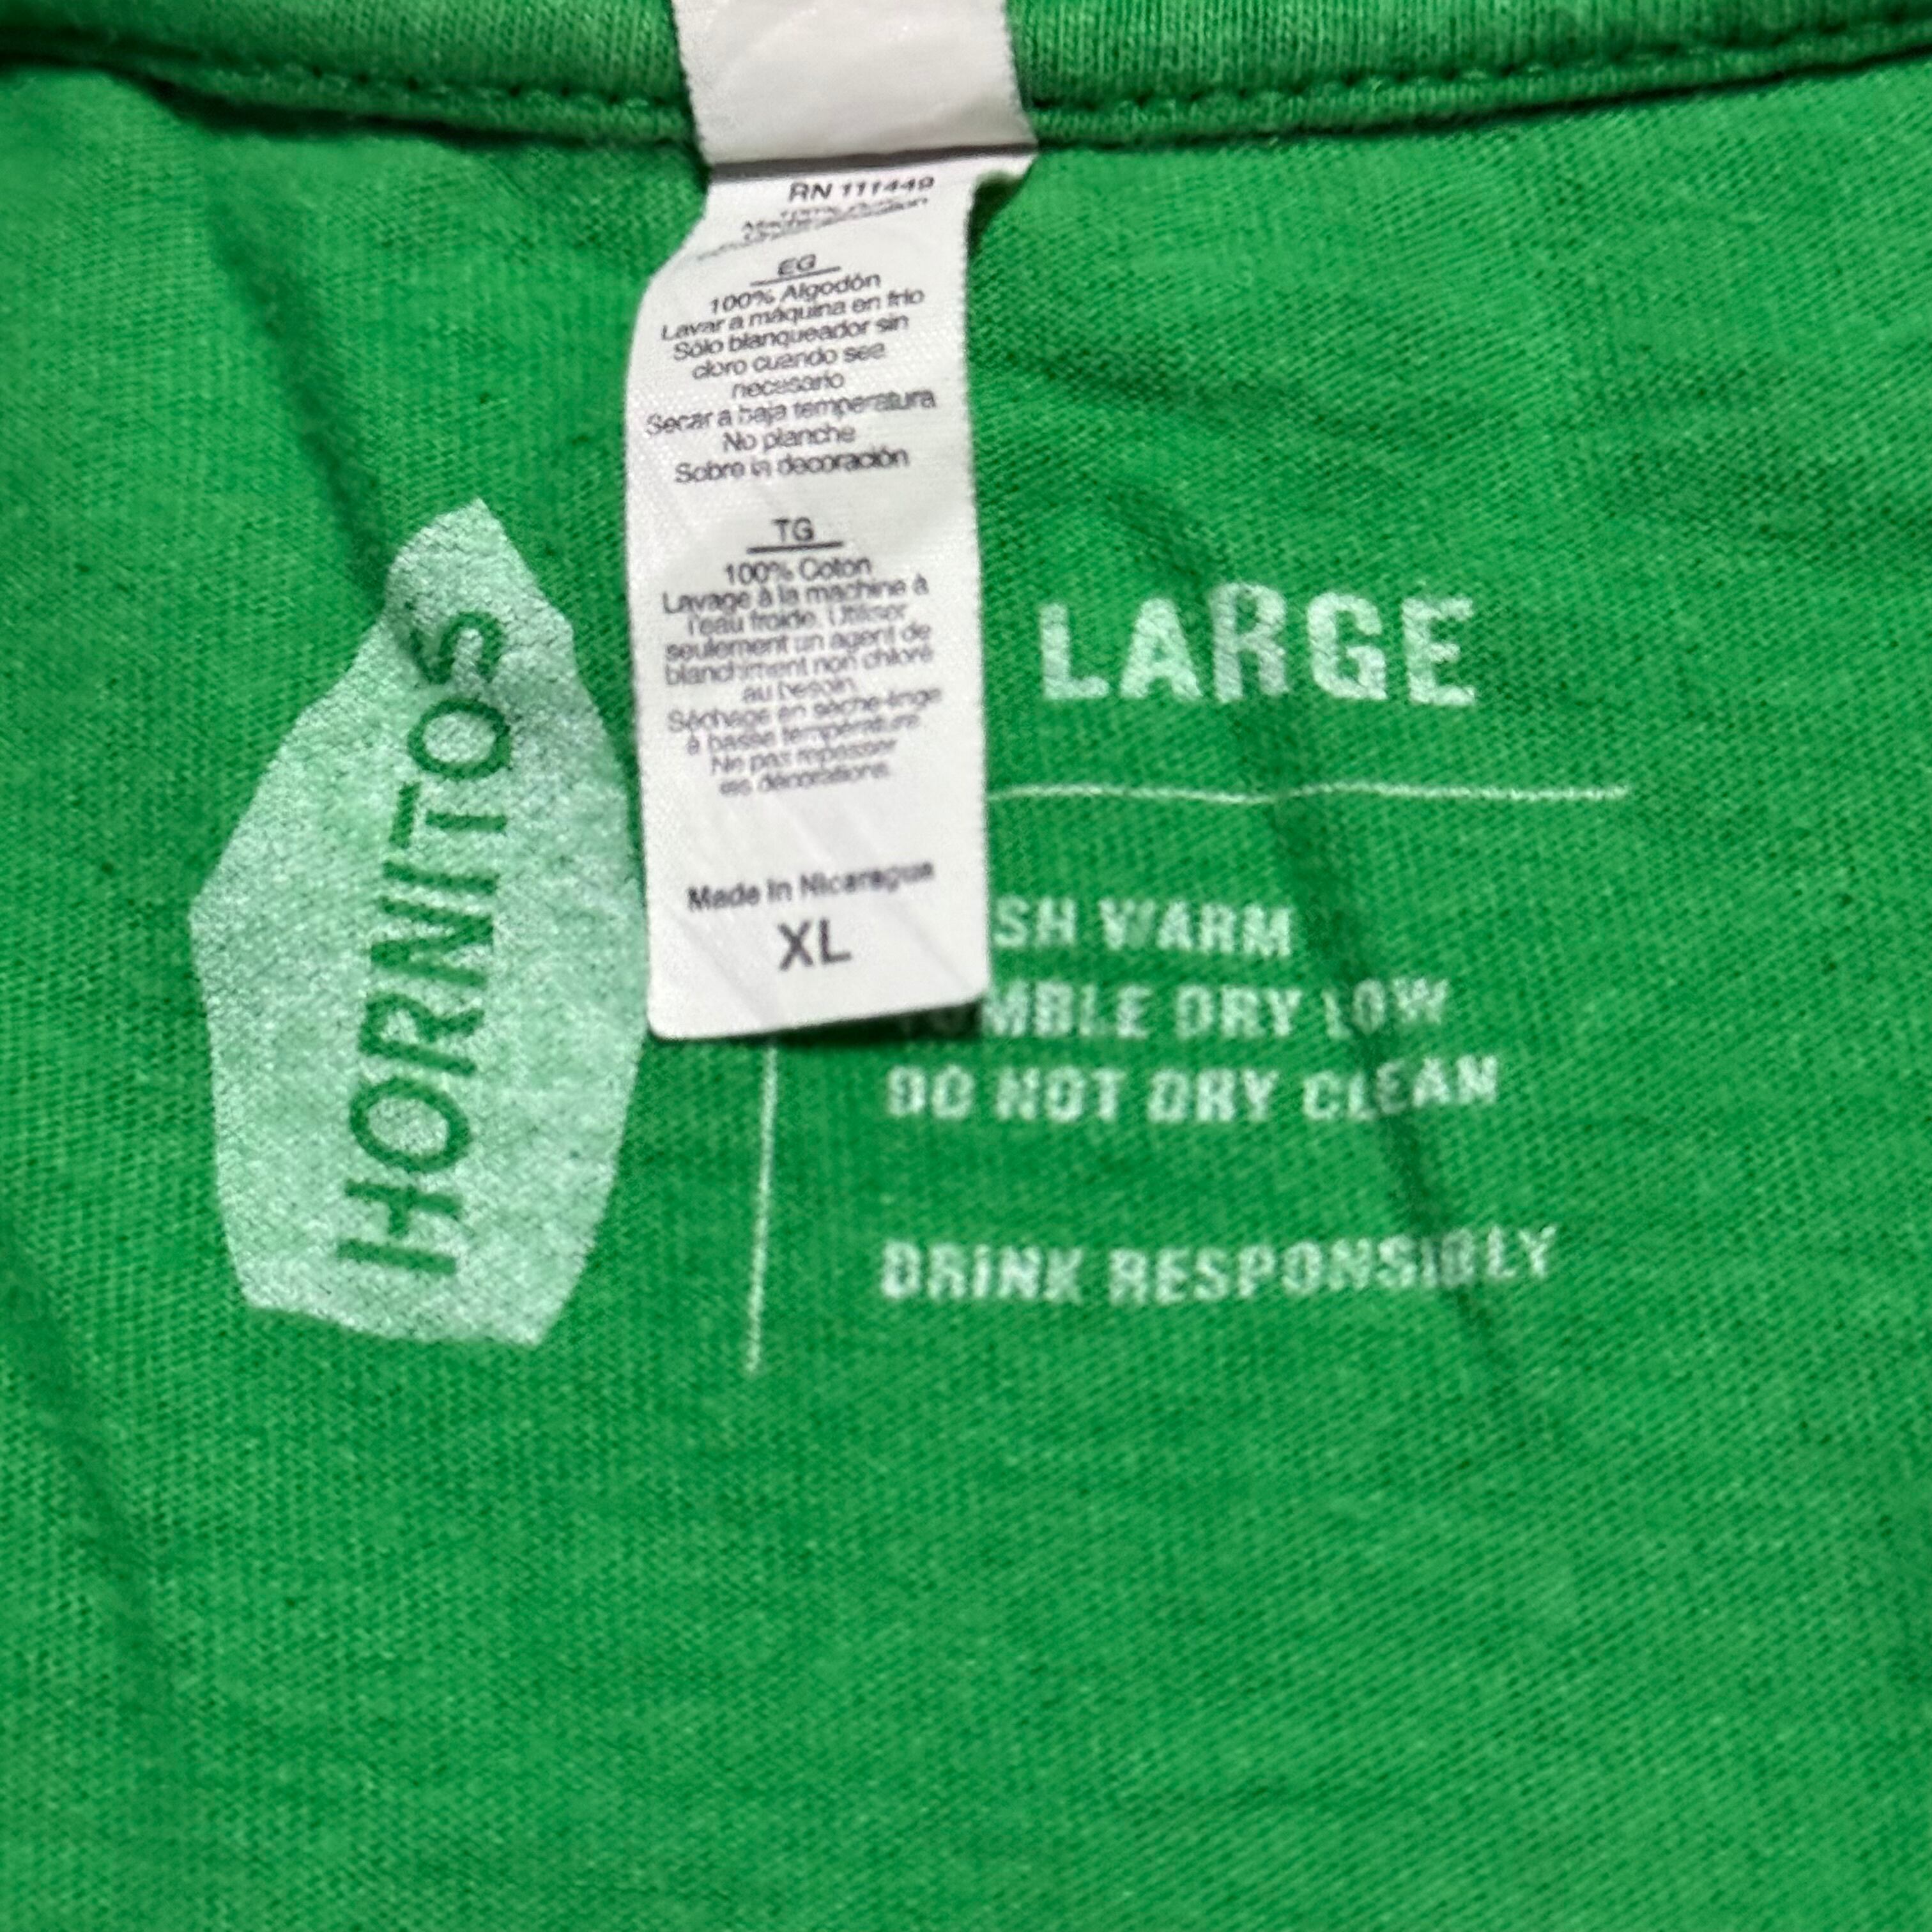 RN 111449
EG
100% Algodón
Lavar a máquina en frio
Sólo blanqueador sin
cloro cuando sea
necesario
Secar a baja temperatura
No planche
Sobre la decoración
TG
100% Coton
Lavage à la machine à
l'eau froide. Utiliser
seulement un agent de
blanchiment non chloré
au besoin.
Séchage en sèche-linge
à basse température
Ne pas repasser
les décorations
Made in Nicaragua
XL
HORNITOS
LARGE
SH WARM
TUMBLE DRY LOW
DO NOT DRY CLEAN
DRINK RESPONSIBLY